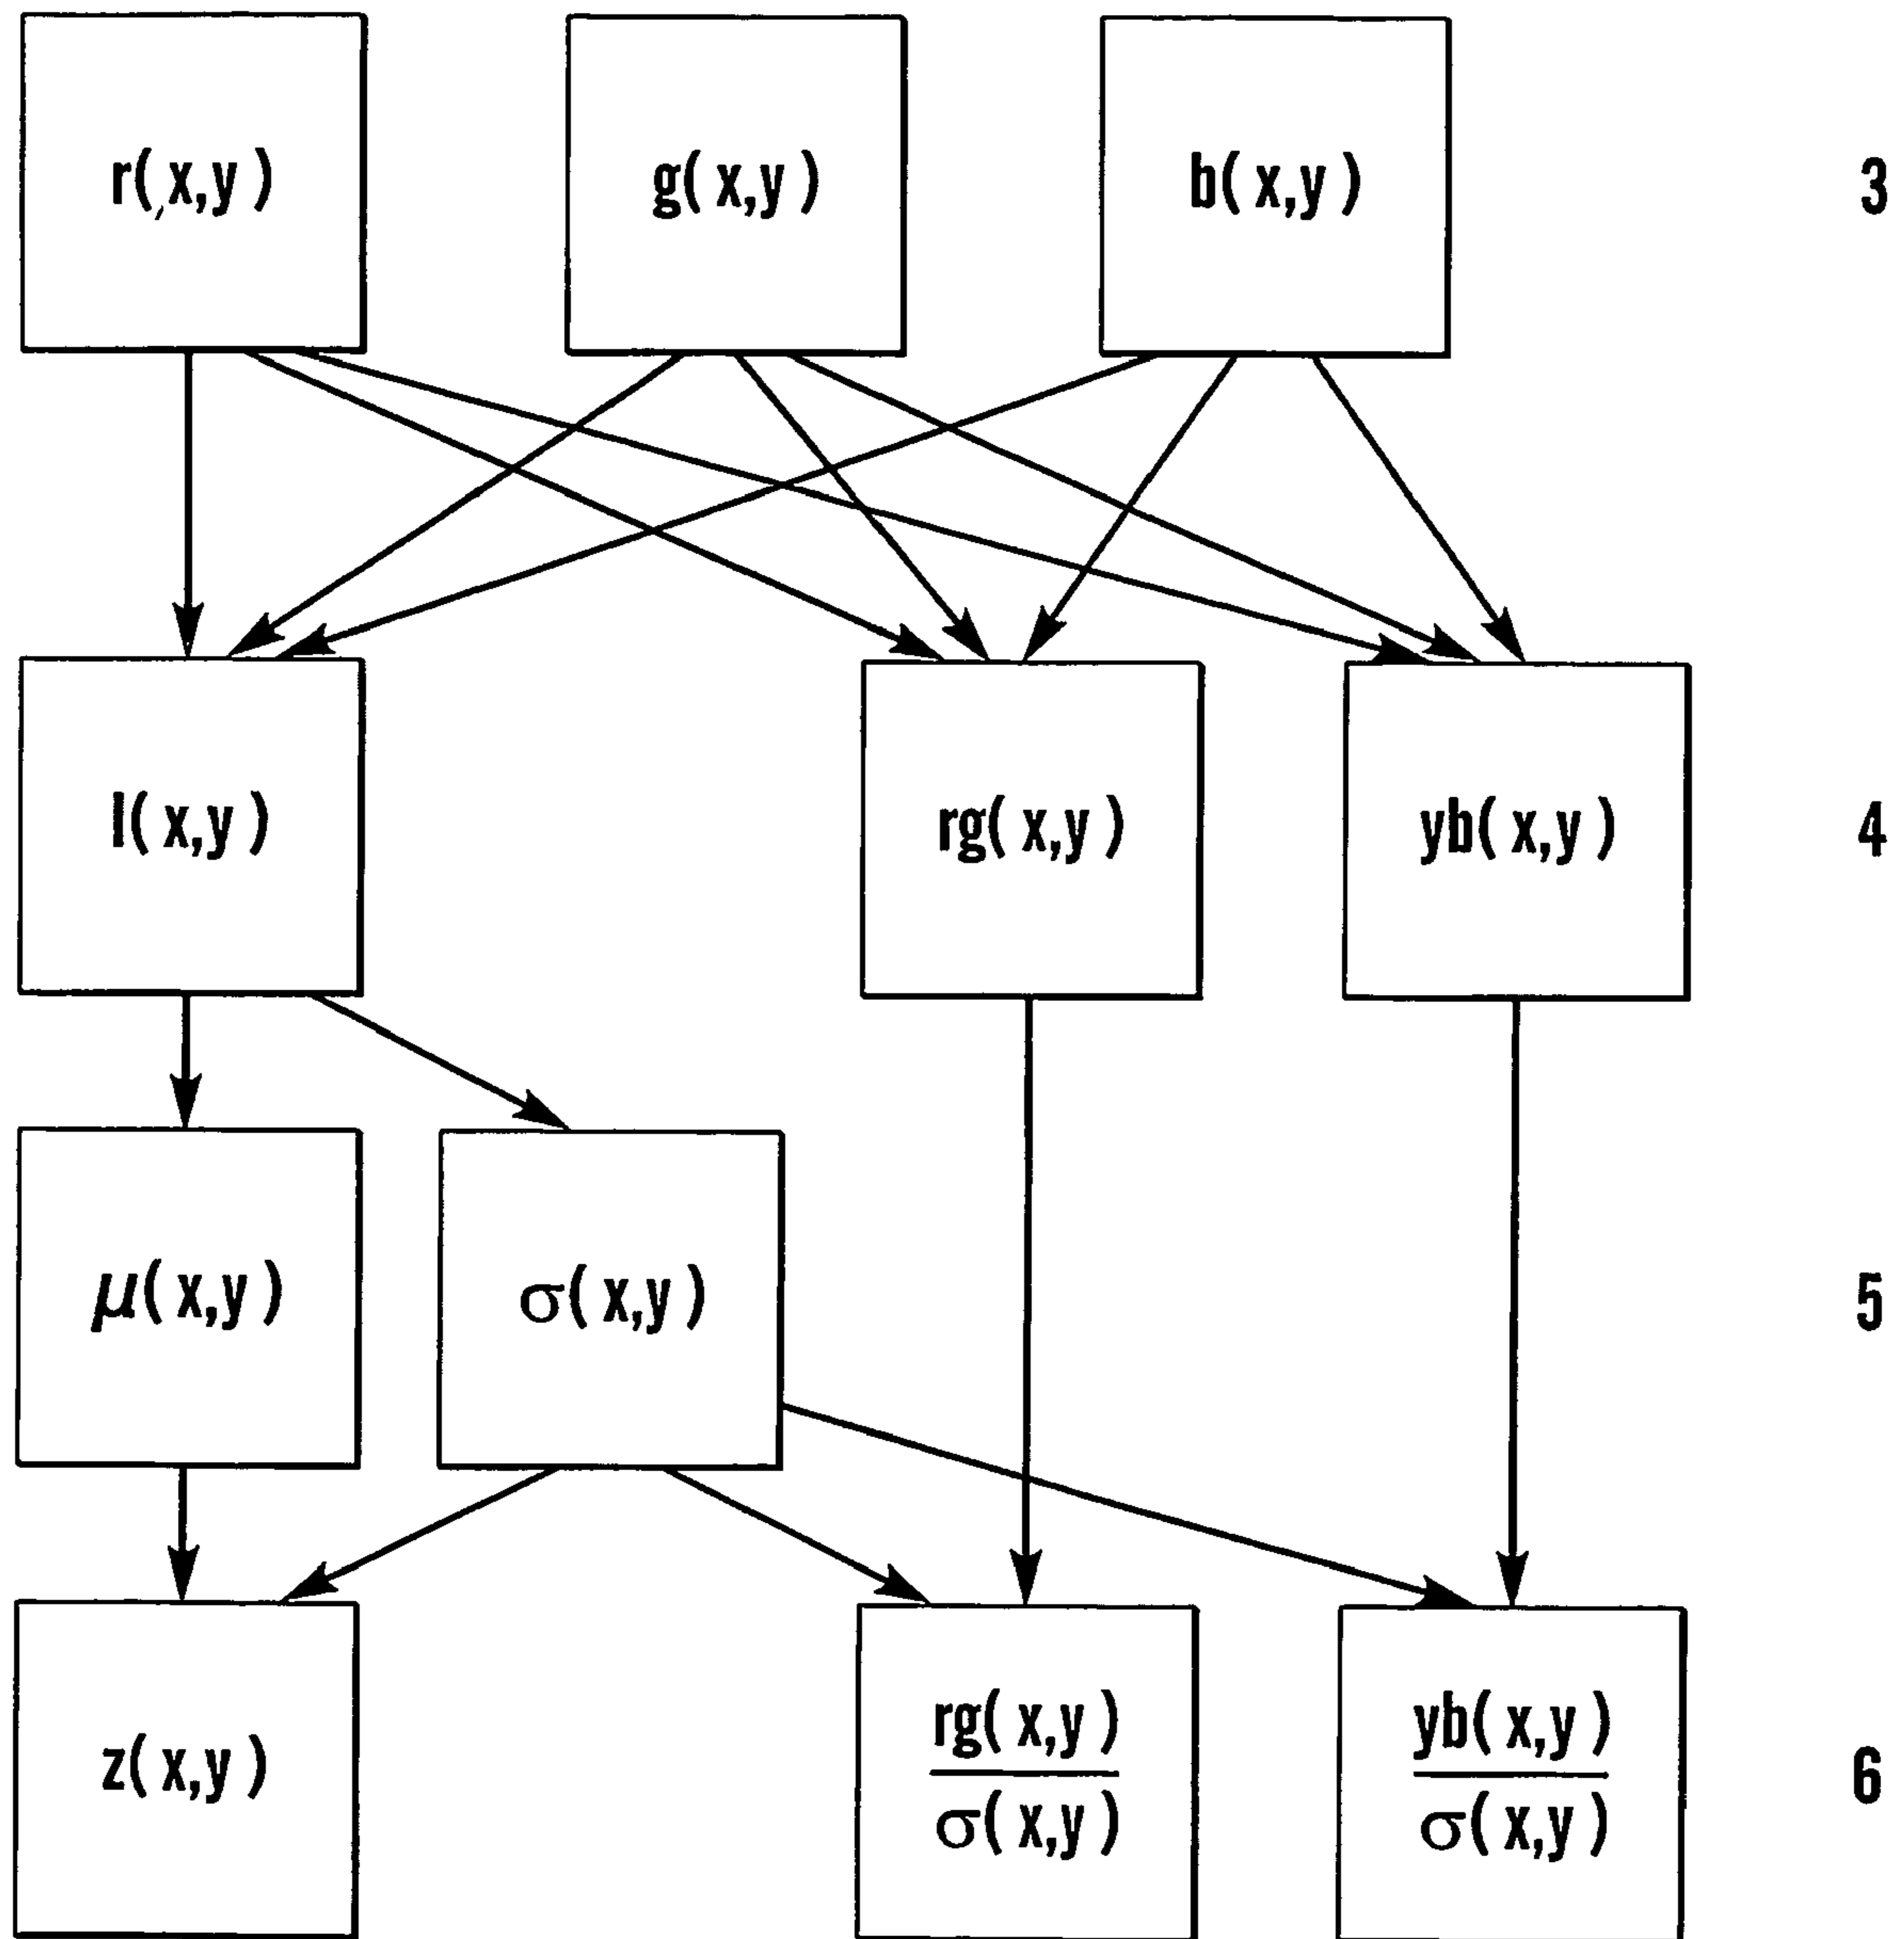 r(x,y) g(x,y) b(x,y) 3
l(x,y) rg(x,y) yb(x,y) 4
μ(x,y) σ(x,y) 5
z(x,y) rg(x,y) yb(x,y) 6
σ(x,y) σ(x,y)